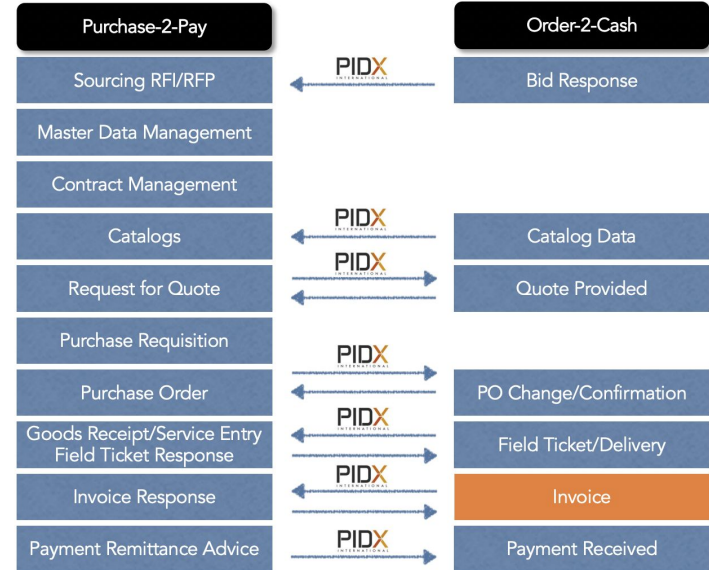 Purchase-2-Pay
Order-2-Cash
Sourcing RFI/RFP
PIDX
INTERNATIONAL
Bid Response
Master Data Management
Contract Management
Catalogs
PIDX
INTERNATIONAL
Catalog Data
Request for Quote
PIDX
INTERNATIONAL
Quote Provided
Purchase Requisition
PIDX
INTERNATIONAL
Purchase Order
PO Change/Confirmation
Goods Receipt/Service Entry
Field Ticket Response
PIDX
INTERNATIONAL
Field Ticket/Delivery
Invoice Response
PIDX
INTERNATIONAL
Invoice
Payment Remittance Advice
PIDX
INTERNATIONAL
Payment Received